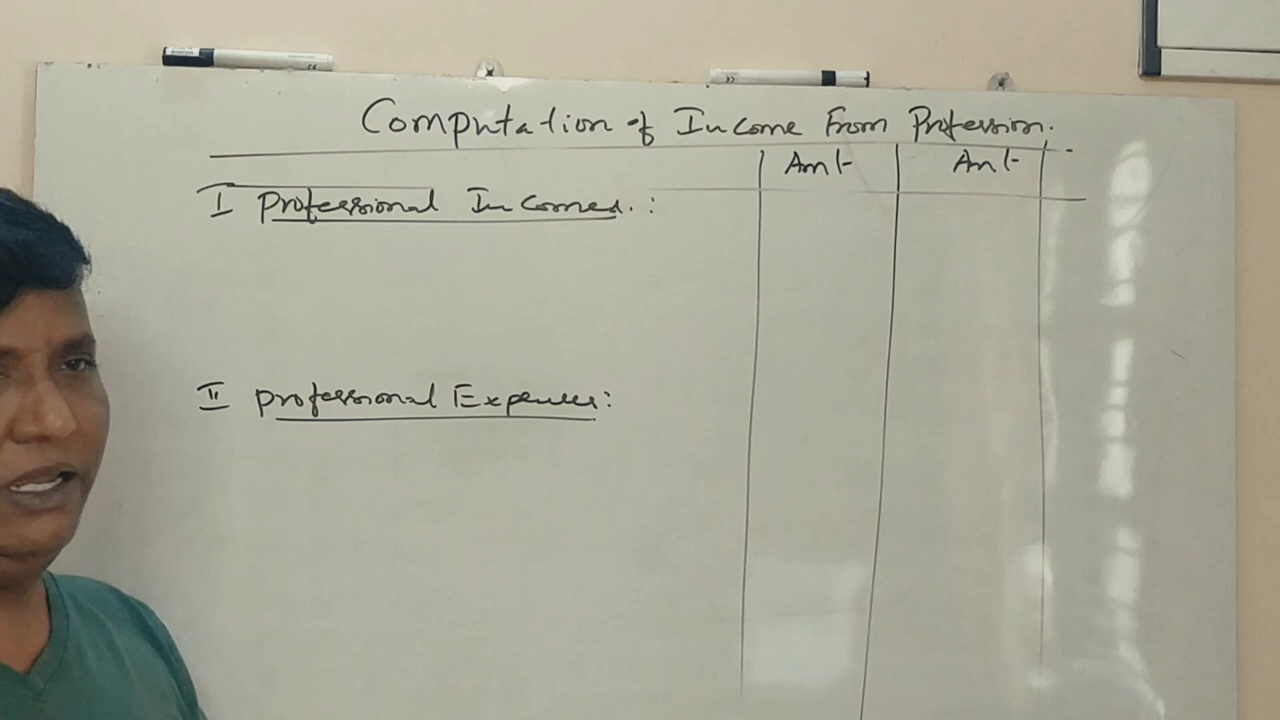 Computation of Income From Profession.
Amt Amt
I Professional Incomes. :
II Professional Expenses: